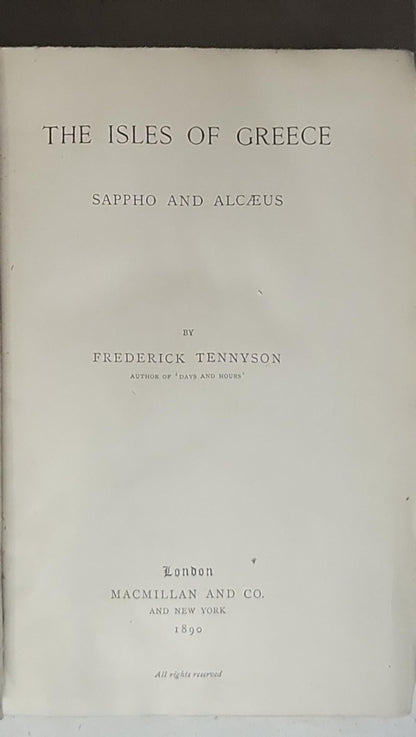 THE ISLES OF GREECE
SAPPHO AND ALCÆUS
BY
FREDERICK TENNYSON
AUTHOR OF 'DAYS AND HOURS'
London
MACMILLAN AND CO.
AND NEW YORK
1890
All rights reserved